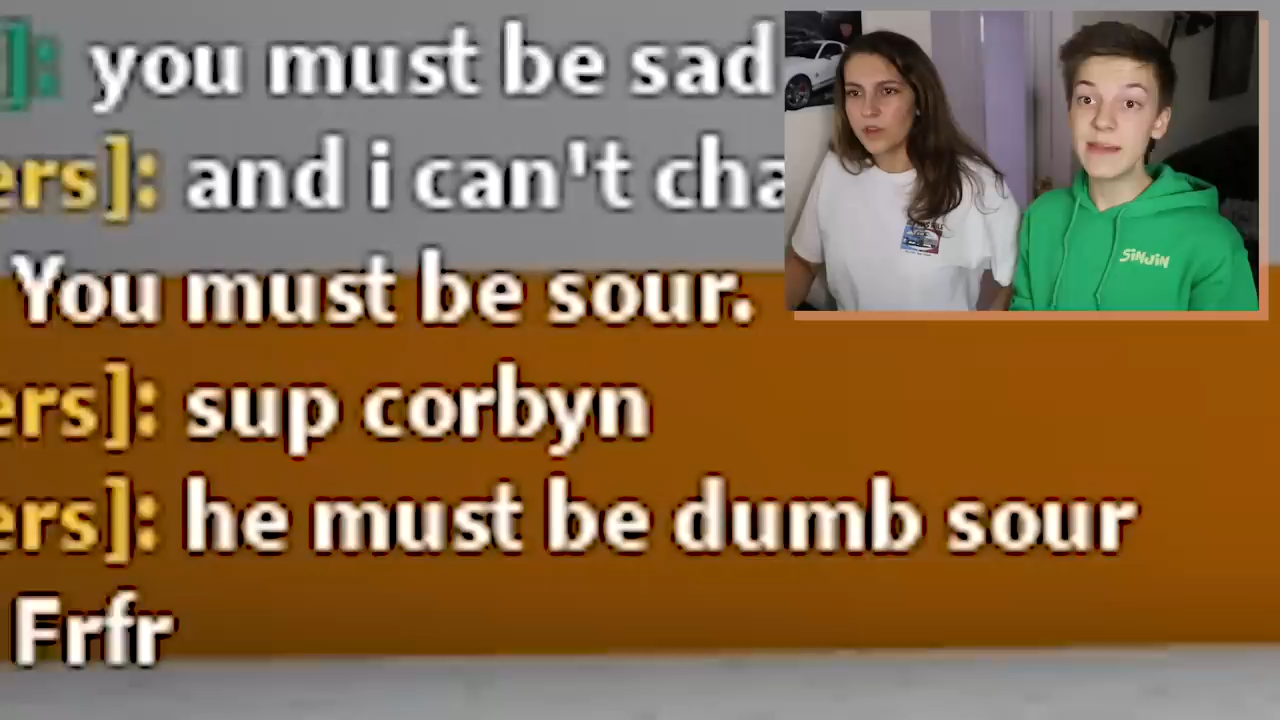 ]: you must be sad
ers]: and i can't cha
You must be sour.
ers]: sup corbyn
ers]: he must be dumb sour
Frfr
SINJIN